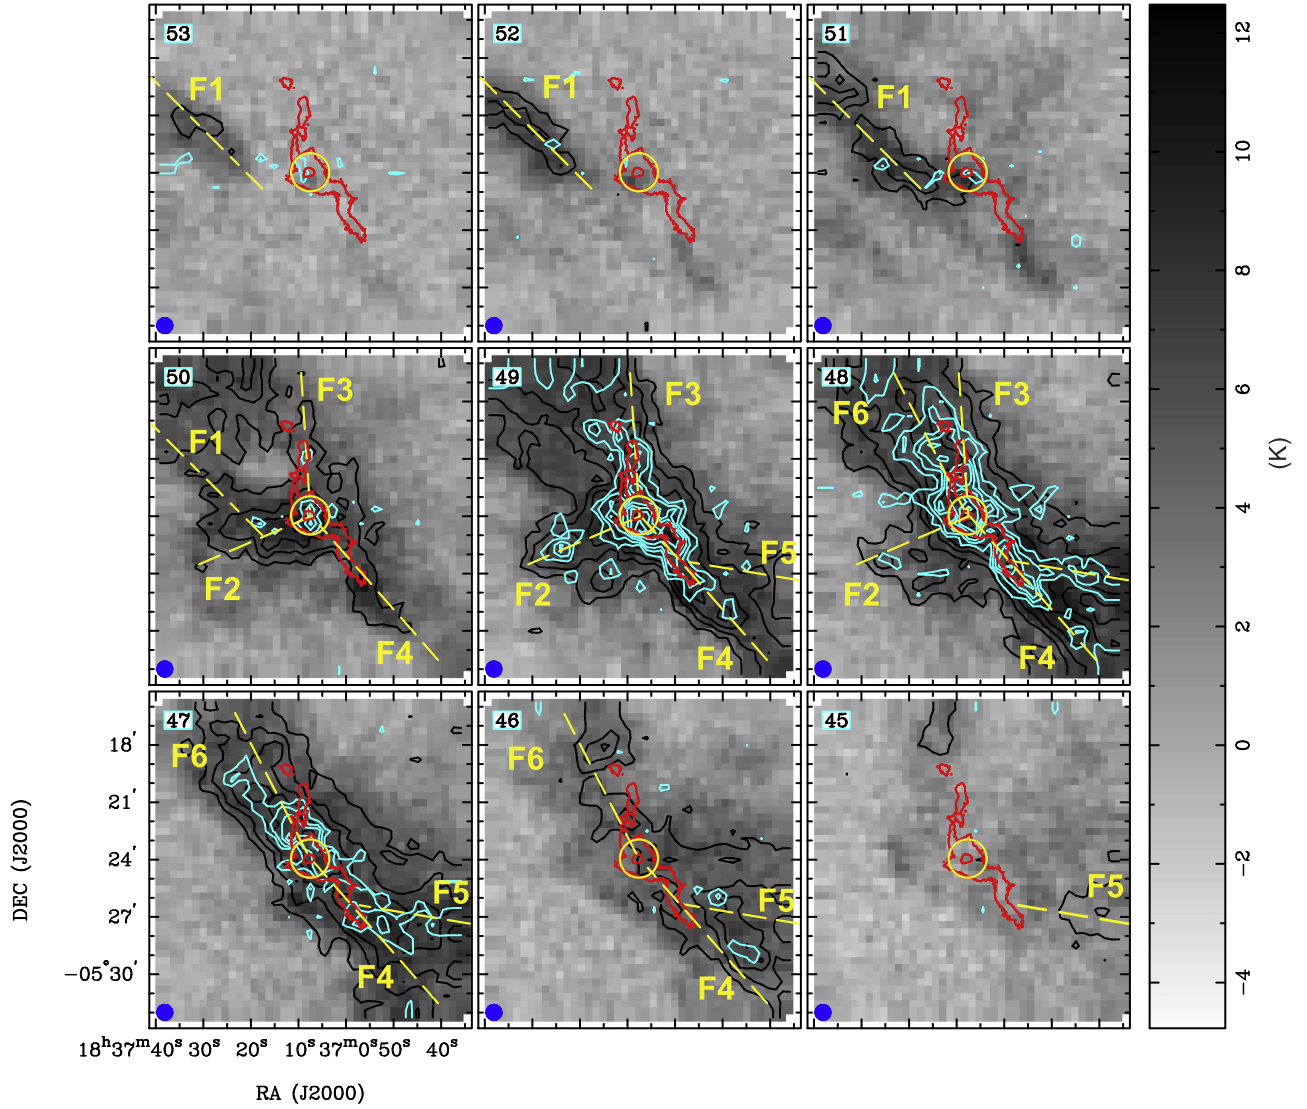 53
F1
52
F1
51
F1
12
10
8
6
4
2
0
−2
−4
(K)
50
F3
F1
F2
F4
49
F3
F5
F2
F4
48
F6
F3
F2
F4
47
F6
F5
F4
46
F6
F5
F4
45
F5
18′
21′
24′
27′
−05°30′
DEC (J2000)
18ʰ37ᵐ40ˢ 30ˢ 20ˢ 10ˢ 37ᵐ0ˢ 50ˢ 40ˢ
RA (J2000)